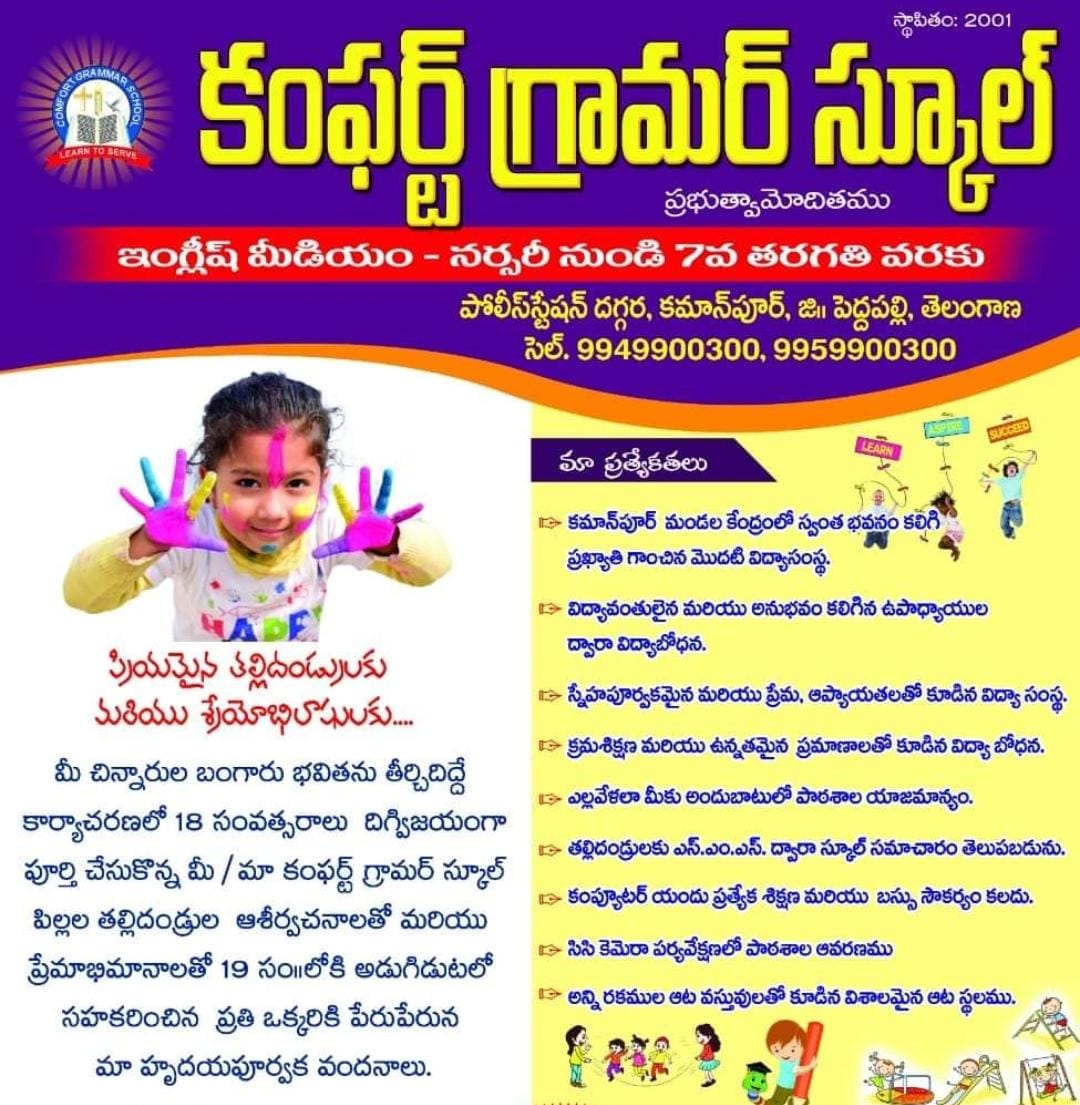 స్థాపితం: 2001
COMFORT GRAMMAR SCHOOL
LEARN TO SERVE
కంఫర్ట్ గ్రామర్ స్కూల్
ప్రభుత్వామోదితము
ఇంగ్లీష్ మీడియం - నర్సరీ నుండి 7వ తరగతి వరకు
పోలీస్‌స్టేషన్ దగ్గర, కమాన్‌పూర్, జి॥ పెద్దపల్లి, తెలంగాణ
సెల్. 9949900300, 9959900300
ప్రియమైన తల్లిదండ్రులకు
మరియు శ్రేయోభిలాషులకు....
మీ చిన్నారుల బంగారు భవితను తీర్చిదిద్దే
కార్యాచరణలో 18 సంవత్సరాలు దిగ్విజయంగా
పూర్తి చేసుకొన్న మీ / మా కంఫర్ట్ గ్రామర్ స్కూల్
పిల్లల తల్లిదండ్రుల ఆశీర్వచనాలతో మరియు
ప్రేమాభిమానాలతో 19 సం॥లోకి అడుగిడుటలో
సహకరించిన ప్రతి ఒక్కరికి పేరుపేరున
మా హృదయపూర్వక వందనాలు.
LEARN
ASPIRE
SUCCEED
మా ప్రత్యేకతలు
కమాన్‌పూర్ మండల కేంద్రంలో స్వంత భవనం కలిగి
ప్రఖ్యాతి గాంచిన మొదటి విద్యాసంస్థ.
విద్యావంతులైన మరియు అనుభవం కలిగిన ఉపాధ్యాయుల
ద్వారా విద్యాబోధన.
స్నేహపూర్వకమైన మరియు ప్రేమ, ఆప్యాయతలతో కూడిన విద్యా సంస్థ.
క్రమశిక్షణ మరియు ఉన్నతమైన ప్రమాణాలతో కూడిన విద్యా బోధన.
ఎల్లవేళలా మీకు అందుబాటులో పాఠశాల యాజమాన్యం.
తల్లిదండ్రులకు ఎస్.ఎం.ఎస్. ద్వారా స్కూల్ సమాచారం తెలుపబడును.
కంప్యూటర్ యందు ప్రత్యేక శిక్షణ మరియు బస్సు సౌకర్యం కలదు.
సిసి కెమెరా పర్యవేక్షణలో పాఠశాల ఆవరణము
అన్ని రకముల ఆట వస్తువులతో కూడిన విశాలమైన ఆట స్థలము.